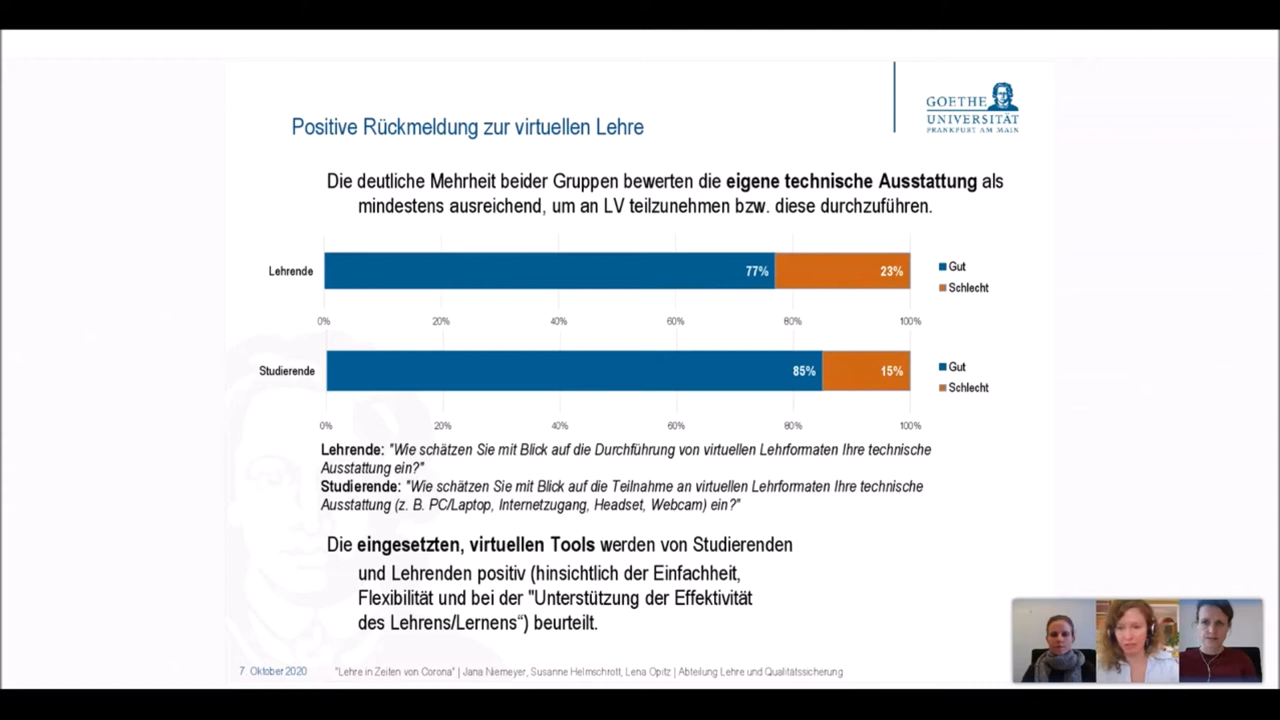 GOETHE
UNIVERSITÄT
FRANKFURT AM MAIN
Positive Rückmeldung zur virtuellen Lehre
Die deutliche Mehrheit beider Gruppen bewerten die eigene technische Ausstattung als
mindestens ausreichend, um an LV teilzunehmen bzw. diese durchzuführen.
Lehrende
77%
23%
Gut
Schlecht
0% 20% 40% 60% 80% 100%
Studierende
85%
15%
Gut
Schlecht
0% 20% 40% 60% 80% 100%
Lehrende: "Wie schätzen Sie mit Blick auf die Durchführung von virtuellen Lehrformaten Ihre technische
Ausstattung ein?"
Studierende: "Wie schätzen Sie mit Blick auf die Teilnahme an virtuellen Lehrformaten Ihre technische
Ausstattung (z. B. PC/Laptop, Internetzugang, Headset, Webcam) ein?"
Die eingesetzten, virtuellen Tools werden von Studierenden
und Lehrenden positiv (hinsichtlich der Einfachheit,
Flexibilität und bei der "Unterstützung der Effektivität
des Lehrens/Lernens“) beurteilt.
7. Oktober 2020
"Lehre in Zeiten von Corona" | Jana Niemeyer, Susanne Helmschrott, Lena Opitz | Abteilung Lehre und Qualitätssicherung